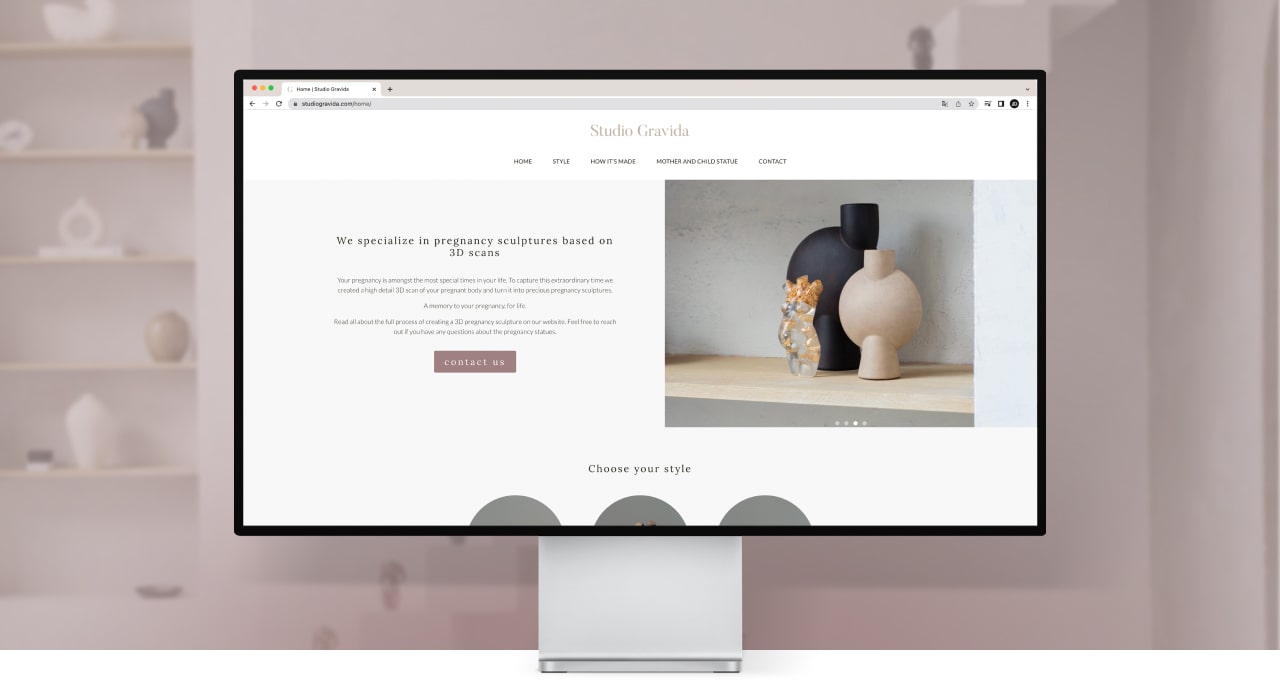 Home | Studio Gravida
studiogravida.com/home/
JD
Studio Gravida
HOME STYLE HOW IT'S MADE MOTHER AND CHILD STATUE CONTACT
We specialize in pregnancy sculptures based on
3D scans
Your pregnancy is amongst the most special times in your life. To capture this extraordinary time we
created a high detail 3D scan of your pregnant body and turn it into precious pregnancy sculptures.
A memory to your pregnancy, for life.
Read all about the full process of creating a 3D pregnancy sculpture on our website. Feel free to reach
out if you have any questions about the pregnancy statues.
contact us
Choose your style